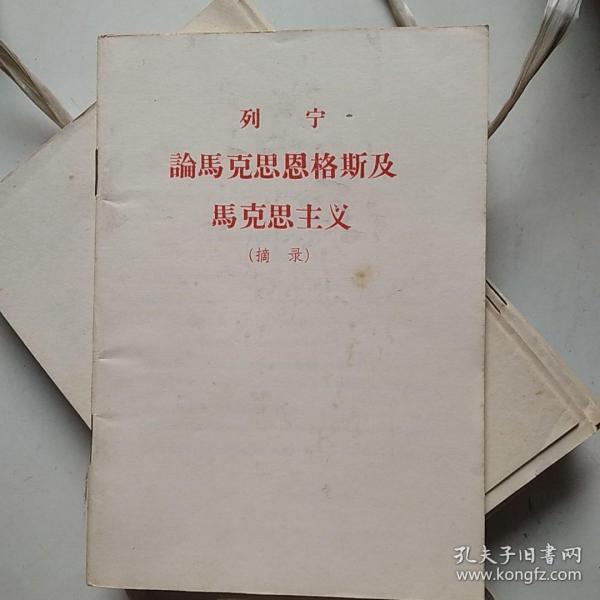 列 宁
論馬克思恩格斯及
馬克思主义
(摘 录)
孔夫子旧書网
www.kongfz.com